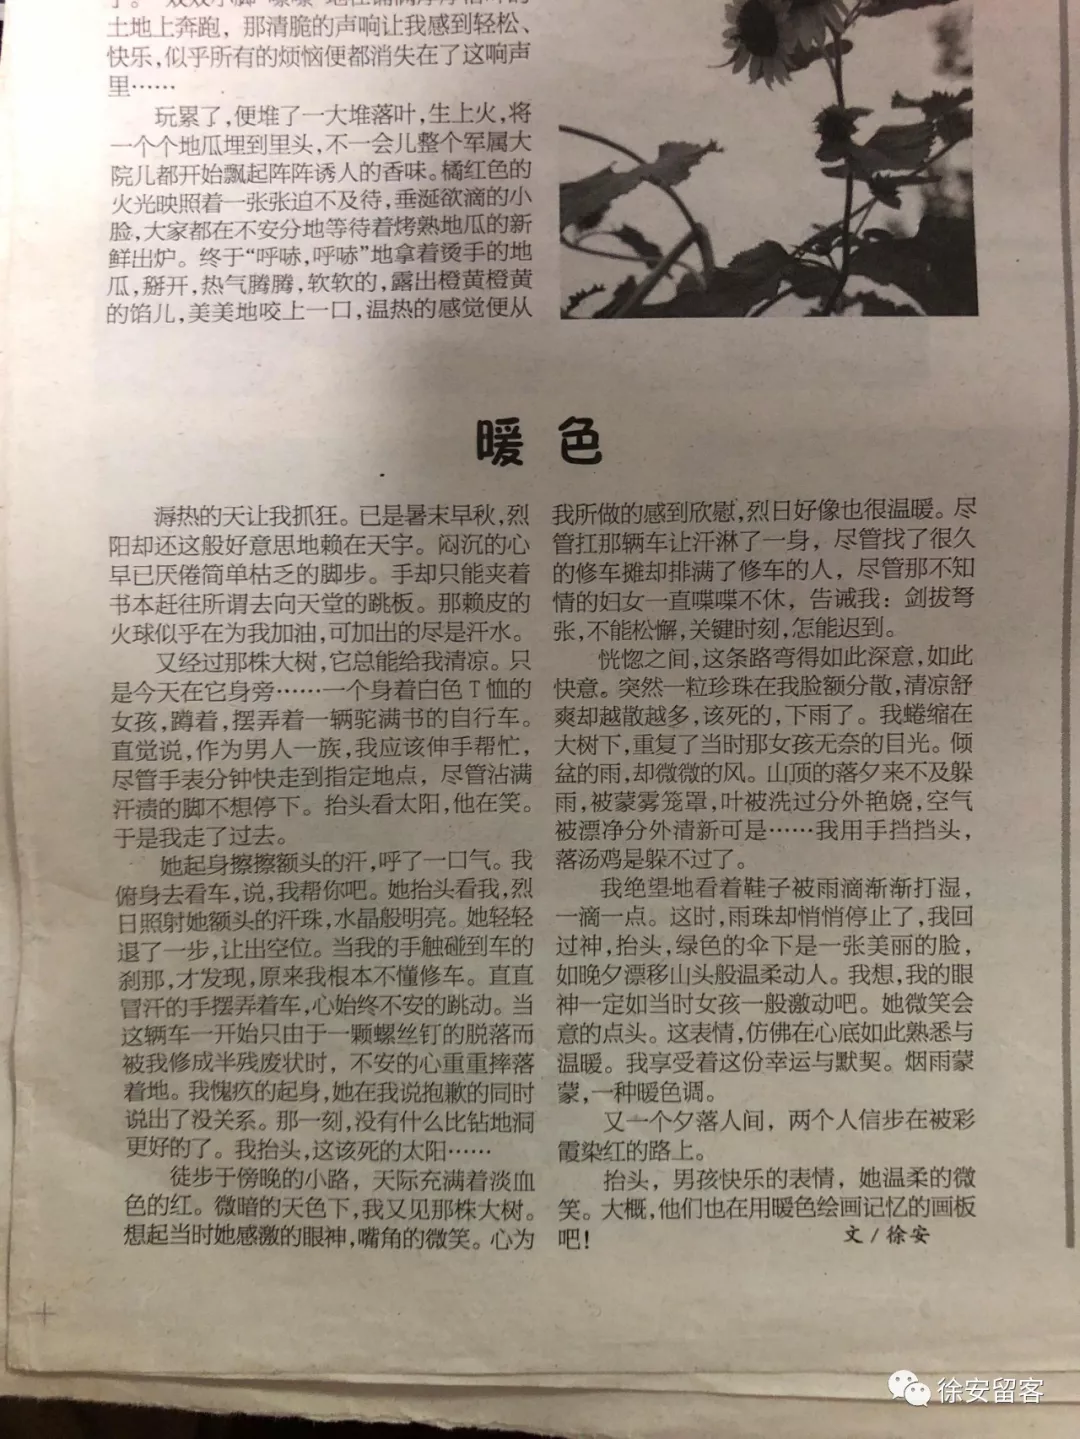 土地上奔跑，那清脆的声响让我感到轻松、
快乐，似乎所有的烦恼便都消失在了这响声
里……
玩累了，便堆了一大堆落叶，生上火，将
一个个地瓜埋到里头，不一会儿整个军属大
院儿都开始飘起阵阵诱人的香味。橘红色的
火光映照着一张张迫不及待，垂涎欲滴的小
脸，大家都在不安分地等待着烤熟地瓜的新
鲜出炉。终于“呼哧，呼哧”地拿着烫手的地
瓜，掰开，热气腾腾，软软的，露出橙黄橙黄
的馅儿，美美地咬上一口，温热的感觉便从
暖色
溽热的天让我抓狂。已是暑末早秋，烈
阳却还这般好意思地赖在天宇。闷沉的心
早已厌倦简单枯乏的脚步。手却只能夹着
书本赶往所谓去向天堂的跳板。那赖皮的
火球似乎在为我加油，可加出的尽是汗水。
又经过那株大树，它总能给我清凉。只
是今天在它身旁……一个身着白色T恤的
女孩，蹲着，摆弄着一辆驼满书的自行车。
直觉说，作为男人一族，我应该伸手帮忙，
尽管手表分钟快走到指定地点，尽管沾满
汗渍的脚不想停下。抬头看太阳，他在笑。
于是我走了过去。
她起身擦擦额头的汗，呼了一口气。我
俯身去看车，说，我帮你吧。她抬头看我，烈
日照射她额头的汗珠，水晶般明亮。她轻轻
退了一步，让出空位。当我的手触碰到车的
刹那，才发现，原来我根本不懂修车。直直
冒汗的手摆弄着车，心始终不安的跳动。当
这辆车一开始只由于一颗螺丝钉的脱落而
被我修成半残废状时，不安的心重重摔落
着地。我愧疚的起身，她在我说抱歉的同时
说出了没关系。那一刻，没有什么比钻地洞
更好的了。我抬头，这该死的太阳……
徒步于傍晚的小路，天际充满着淡血
色的红。微暗的天色下，我又见那株大树。
想起当时她感激的眼神，嘴角的微笑。心为
我所做的感到欣慰，烈日好像也很温暖。尽
管扛那辆车让汗淋了一身，尽管找了很久
的修车摊却排满了修车的人，尽管那不知
情的妇女一直喋喋不休，告诫我：剑拔弩
张，不能松懈，关键时刻，怎能迟到。
恍惚之间，这条路弯得如此深意，如此
快意。突然一粒珍珠在我脸额分散，清凉舒
爽却越散越多，该死的，下雨了。我蜷缩在
大树下，重复了当时那女孩无奈的目光。倾
盆的雨，却微微的风。山顶的落夕来不及躲
雨，被蒙雾笼罩，叶被洗过分外艳娆，空气
被漂净分外清新可是……我用手挡挡头，
落汤鸡是躲不过了。
我绝望地看着鞋子被雨滴渐渐打湿，
一滴一点。这时，雨珠却悄悄停止了，我回
过神，抬头，绿色的伞下是一张美丽的脸，
如晚夕漂移山头般温柔动人。我想，我的眼
神一定如当时女孩一般激动吧。她微笑会
意的点头。这表情，仿佛在心底如此熟悉与
温暖。我享受着这份幸运与默契。烟雨蒙
蒙，一种暖色调。
又一个夕落人间，两个人信步在被彩
霞染红的路上。
抬头，男孩快乐的表情，她温柔的微
笑。大概，他们也在用暖色绘画记忆的画板
吧！
文/徐安
徐安留客